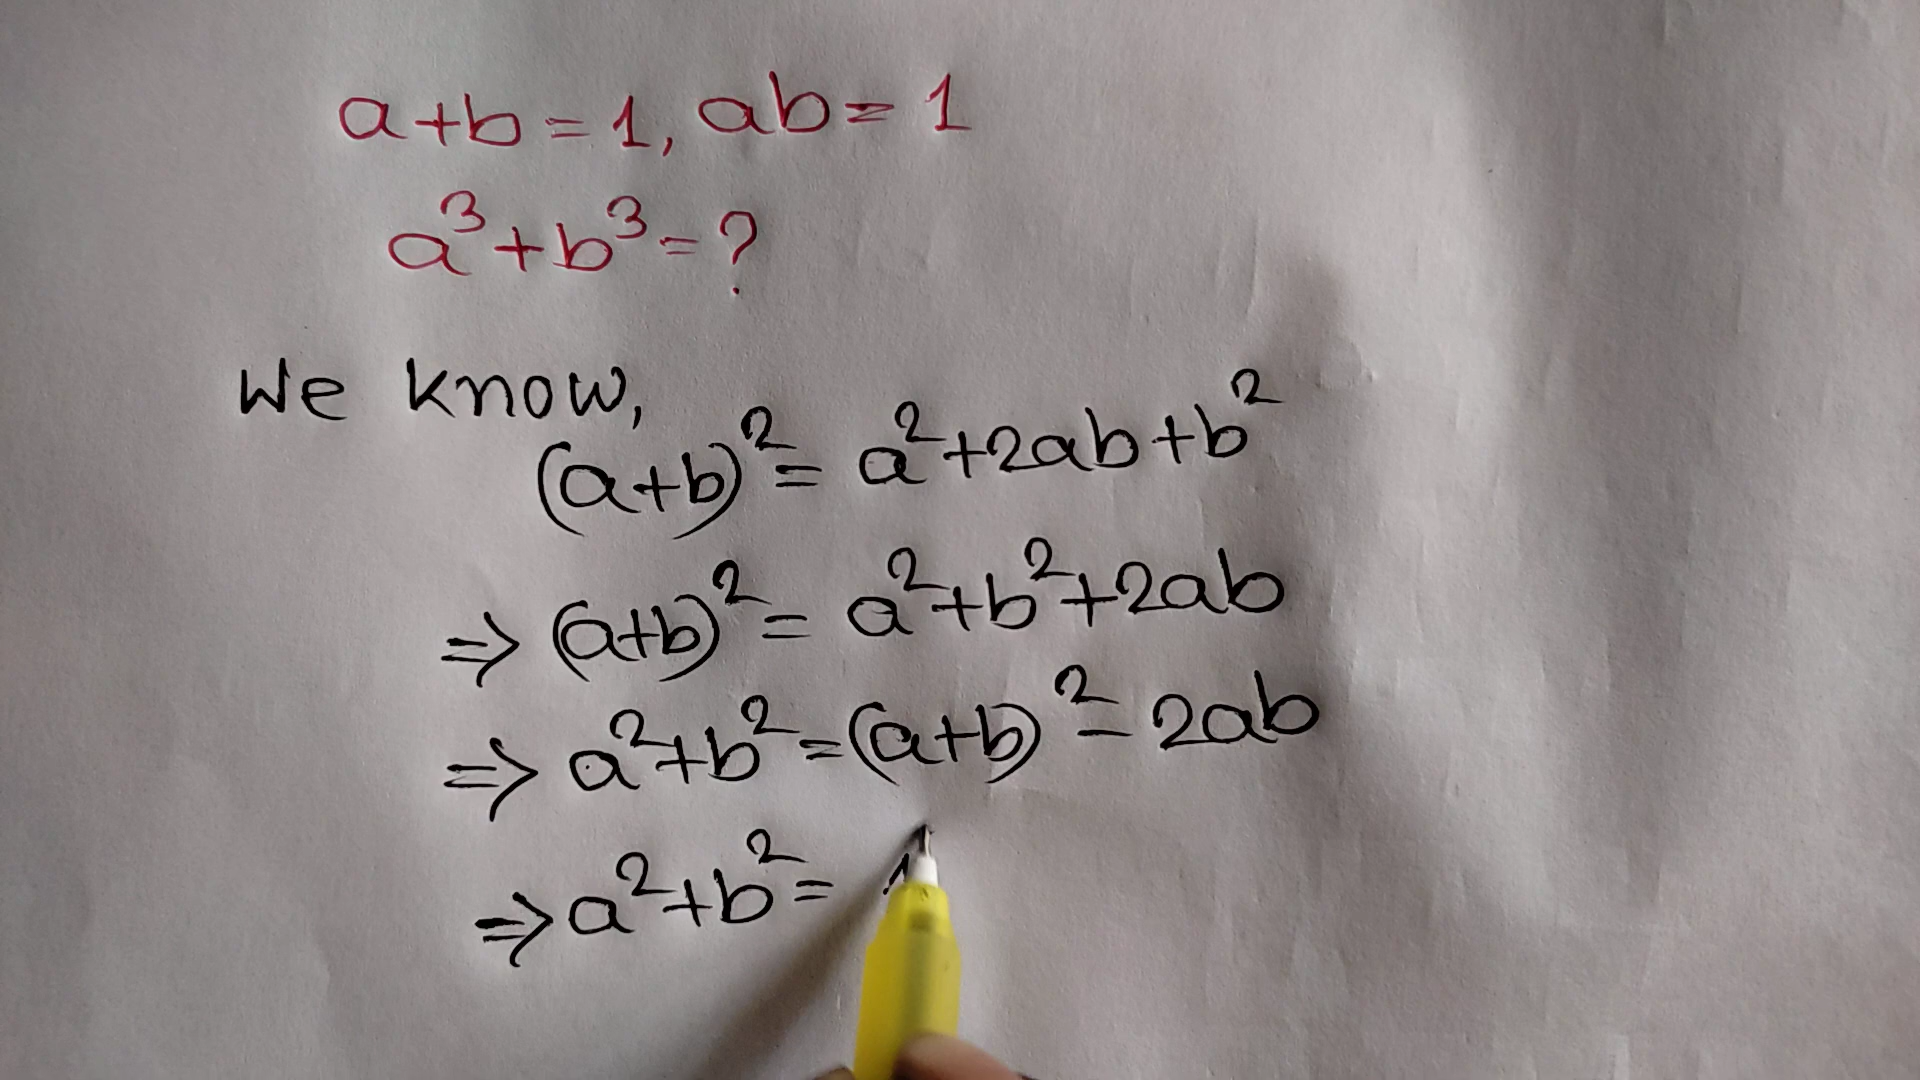 a+b=1, ab=1
a³+b³=?
We know,
(a+b)²= a²+2ab+b²
⇒ (a+b)²= a²+b²+2ab
⇒ a²+b²=(a+b)²-2ab
⇒ a²+b²=